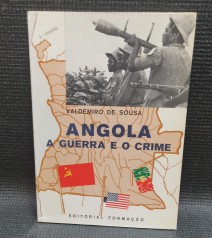 VALDEMIRO DE SOUSA
ANGOLA
A GUERRA E O CRIME
EDITORIAL FORMAÇÃO